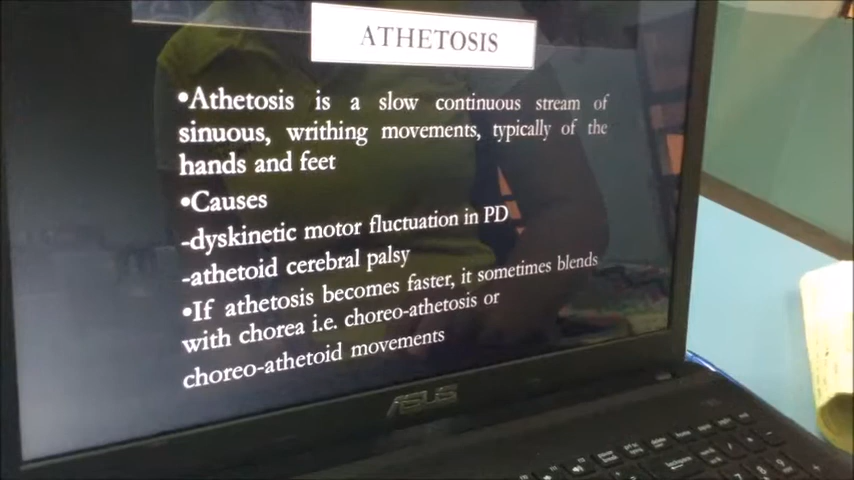 ATHETOSIS
•Athetosis is a slow continuous stream of
sinuous, writhing movements, typically of the
hands and feet
•Causes
-dyskinetic motor fluctuation in PD
-athetoid cerebral palsy
•If athetosis becomes faster, it sometimes blends
with chorea i.e. choreo-athetosis or
choreo-athetoid movements
ASUS